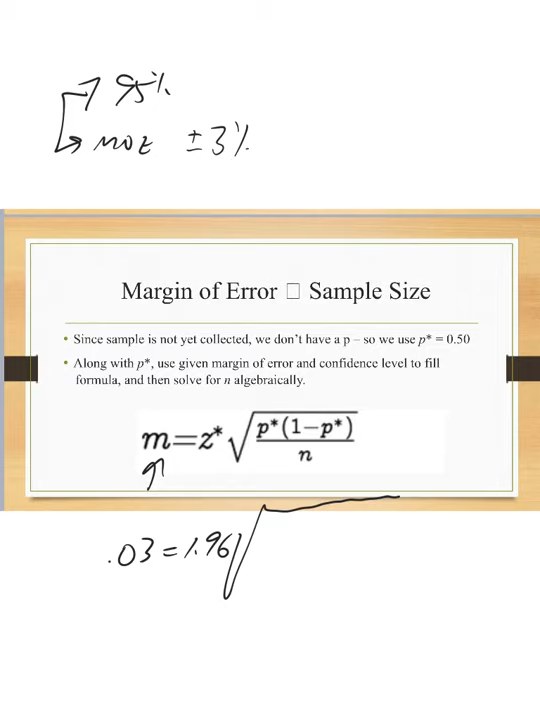 95%
MOE ±3%
Margin of Error □ Sample Size
• Since sample is not yet collected, we don't have a p – so we use p* = 0.50
• Along with p*, use given margin of error and confidence level to fill
formula, and then solve for n algebraically.
m=z*√(p*(1−p*)/n)
.03 = 1.96√